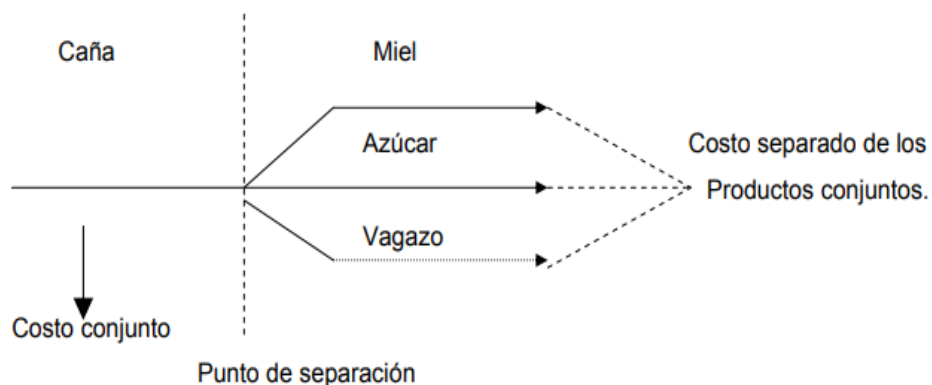 Caña
Miel
Azúcar
Costo separado de los
Productos conjuntos.
Vagazo
Costo conjunto
Punto de separación